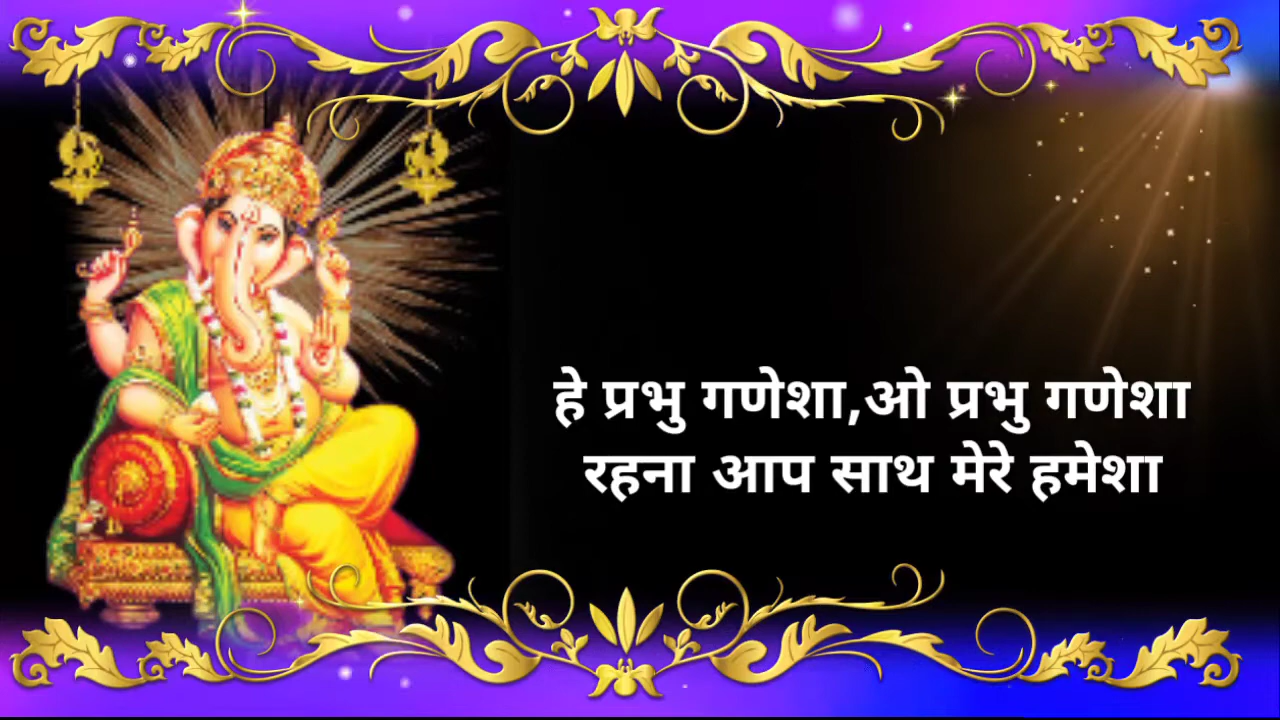 हे प्रभु गणेशा,ओ प्रभु गणेशा
रहना आप साथ मेरे हमेशा